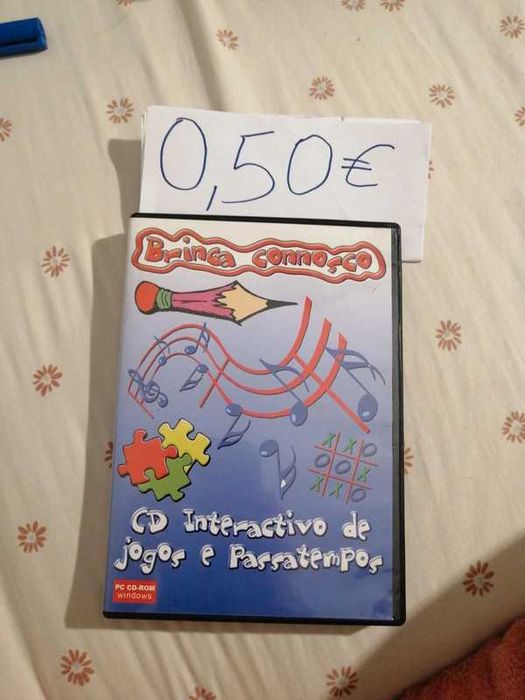 0,50€
Brinca connosco
CD Interactivo de
jogos e Passatempos
PC CD-ROM
windows